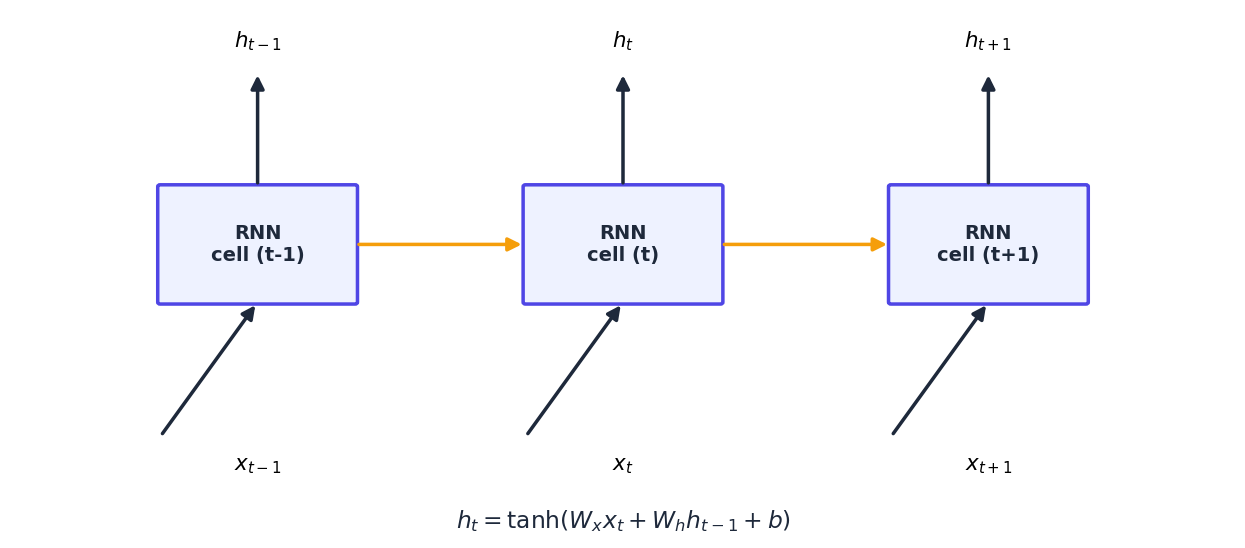 h_{t-1} h_t h_{t+1}
RNN RNN RNN
cell (t-1) cell (t) cell (t+1)
x_{t-1} x_t x_{t+1}
h_t = tanh(W_x x_t + W_h h_{t-1} + b)